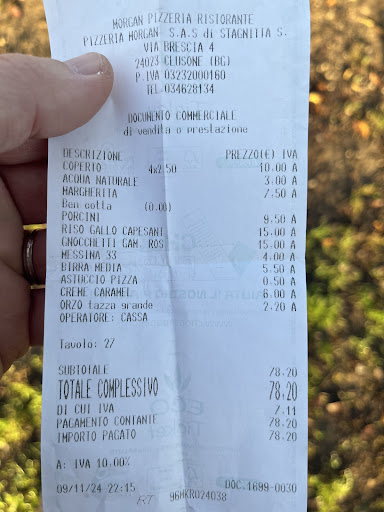 MORGAN PIZZERIA RISTORANTE
PIZZERIA MORGAN S.A.S di STAGNITTA S.
VIA BRESCIA 4
24023 CLUSONE (BG)
P.IVA 03232000160
TEL.034628134
DOCUMENTO COMMERCIALE
di vendita o prestazione
DESCRIZIONE PREZZO(€) IVA
COPERTO 4x2.50 10.00 A
ACQUA NATURALE 3.00 A
MARGHERITA 7.50 A
Ben cotta (0.00)
PORCINI 9.50 A
RISO GALLO CAPESANI 15.00 A
GNOCCHETTI GAM. ROS 15.00 A
MESSINA 33 4.00 A
BIRRA MEDIA 5.50 A
ASTUCCIO PIZZA 0.50 A
CREME CARAMEL 6.00 A
ORZO tazza grande 2.20 A
OPERATORE: CASSA
Tavolo: 27
SUBTOTALE 78.20
TOTALE COMPLESSIVO 78.20
DI CUI IVA 7.11
PAGAMENTO CONTANTE 78.20
IMPORTO PAGATO 78.20
A: IVA 10.00%
09/11/24 22:15 DOC.1699-0030
RT 96MKR024038